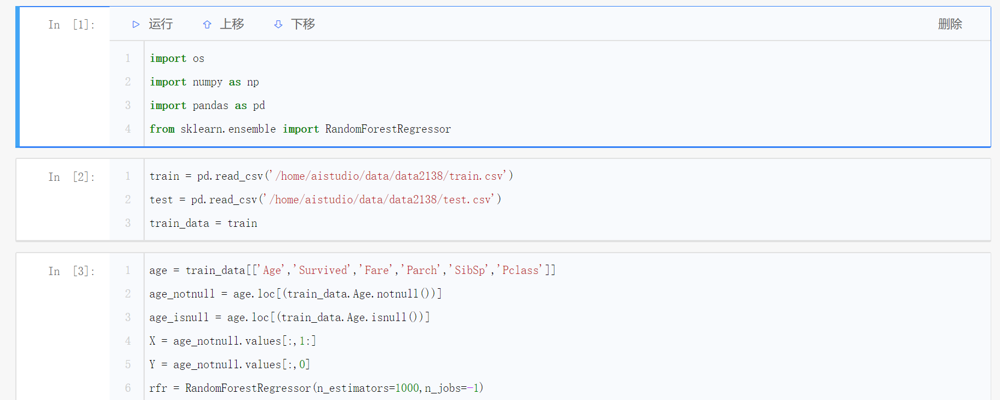 In [1]: 运行 上移 下移 删除
1 import os
2 import numpy as np
3 import pandas as pd
4 from sklearn.ensemble import RandomForestRegressor
In [2]: 1 train = pd.read_csv('/home/aistudio/data/data2138/train.csv')
2 test = pd.read_csv('/home/aistudio/data/data2138/test.csv')
3 train_data = train
In [3]: 1 age = train_data[['Age','Survived','Fare','Parch','SibSp','Pclass']]
2 age_notnull = age.loc[(train_data.Age.notnull())]
3 age_isnull = age.loc[(train_data.Age.isnull())]
4 X = age_notnull.values[:,1:]
5 Y = age_notnull.values[:,0]
6 rfr = RandomForestRegressor(n_estimators=1000,n_jobs=-1)